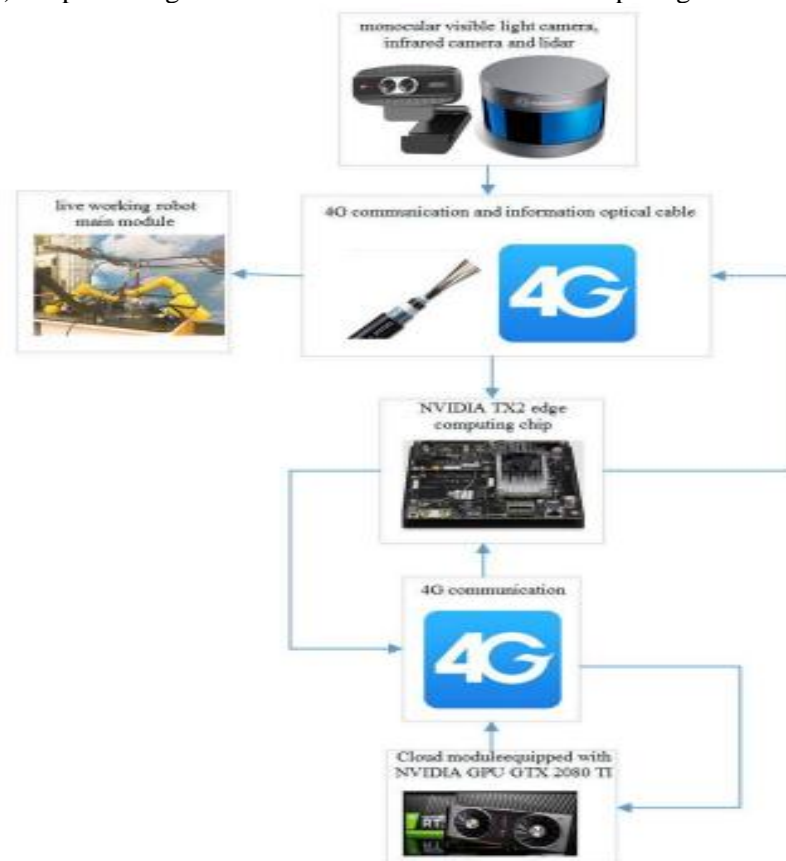 monocular visible light camera,
infrared camera and lidar
live working robot
main module
4G communication and information optical cable
4G
NVIDIA TX2 edge
computing chip
4G communication
4G
Cloud moduleequipped with
NVIDIA GPU GTX 2080 TI
RT